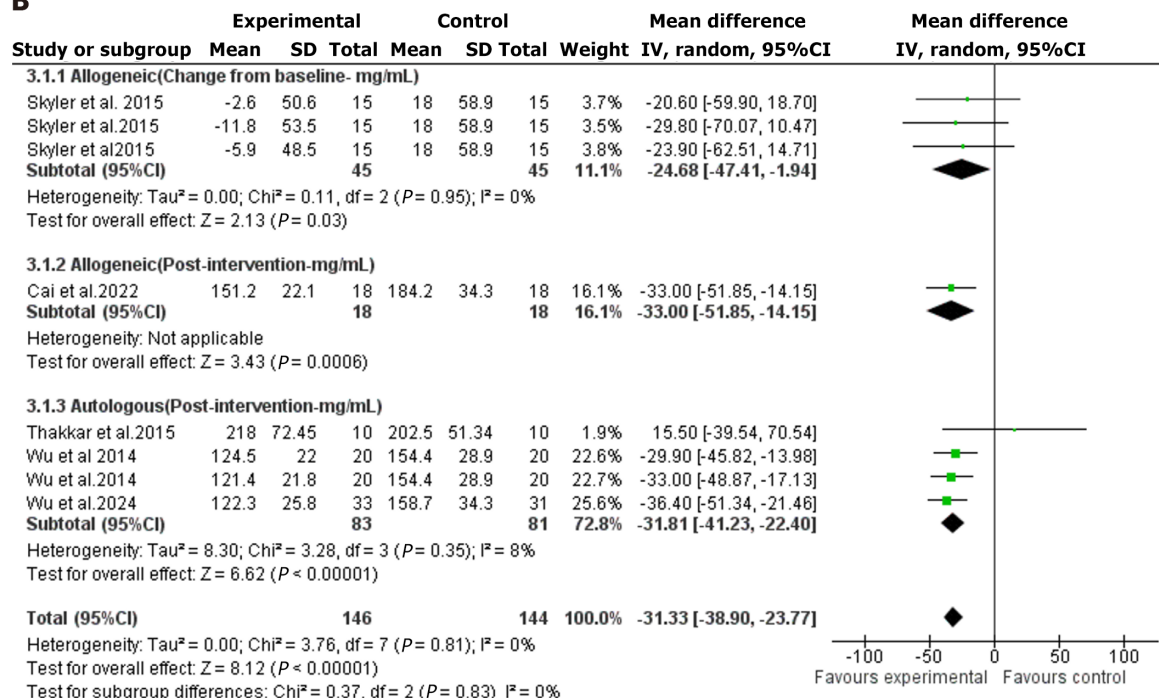 B
Experimental Control Mean difference Mean difference
Study or subgroup Mean SD Total Mean SD Total Weight IV, random, 95%CI IV, random, 95%CI
3.1.1 Allogeneic(Change from baseline- mg/mL)
Skyler et al. 2015 -2.6 50.6 15 18 58.9 15 3.7% -20.60 [-59.90, 18.70]
Skyler et al.2015 -11.8 53.5 15 18 58.9 15 3.5% -29.80 [-70.07, 10.47]
Skyler et al2015 -5.9 48.5 15 18 58.9 15 3.8% -23.90 [-62.51, 14.71]
Subtotal (95%CI) 45 45 11.1% -24.68 [-47.41, -1.94]
Heterogeneity: Tau² = 0.00; Chi² = 0.11, df = 2 (P = 0.95); I² = 0%
Test for overall effect: Z = 2.13 (P = 0.03)
3.1.2 Allogeneic(Post-intervention-mg/mL)
Cai et al.2022 151.2 22.1 18 184.2 34.3 18 16.1% -33.00 [-51.85, -14.15]
Subtotal (95%CI) 18 18 16.1% -33.00 [-51.85, -14.15]
Heterogeneity: Not applicable
Test for overall effect: Z = 3.43 (P = 0.0006)
3.1.3 Autologous(Post-intervention-mg/mL)
Thakkar et al.2015 218 72.45 10 202.5 51.34 10 1.9% 15.50 [-39.54, 70.54]
Wu et al 2014 124.5 22 20 154.4 28.9 20 22.6% -29.90 [-45.82, -13.98]
Wu et al.2014 121.4 21.8 20 154.4 28.9 20 22.7% -33.00 [-48.87, -17.13]
Wu et al.2024 122.3 25.8 33 158.7 34.3 31 25.6% -36.40 [-51.34, -21.46]
Subtotal (95%CI) 83 81 72.8% -31.81 [-41.23, -22.40]
Heterogeneity: Tau² = 8.30; Chi² = 3.28, df = 3 (P = 0.35); I² = 8%
Test for overall effect: Z = 6.62 (P < 0.00001)
Total (95%CI) 146 144 100.0% -31.33 [-38.90, -23.77]
Heterogeneity: Tau² = 0.00; Chi² = 3.76, df = 7 (P = 0.81); I² = 0%
Test for overall effect: Z = 8.12 (P < 0.00001)
Test for subgroup differences: Chi² = 0.37, df = 2 (P = 0.83) I² = 0%
-100 -50 0 50 100
Favours experimental Favours control